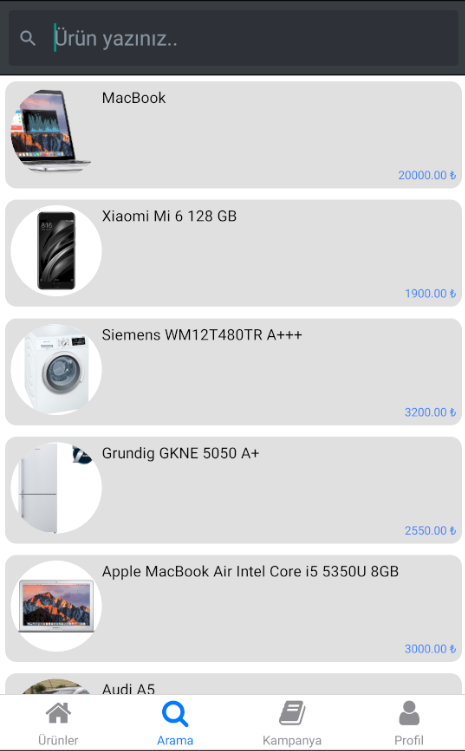 Ürün yazınız..
MacBook
20000.00 ₺
Xiaomi Mi 6 128 GB
1900.00 ₺
Siemens WM12T480TR A+++
3200.00 ₺
Grundig GKNE 5050 A+
2550.00 ₺
Apple MacBook Air Intel Core i5 5350U 8GB
3000.00 ₺
Audi A5
Ürünler
Arama
Kampanya
Profil